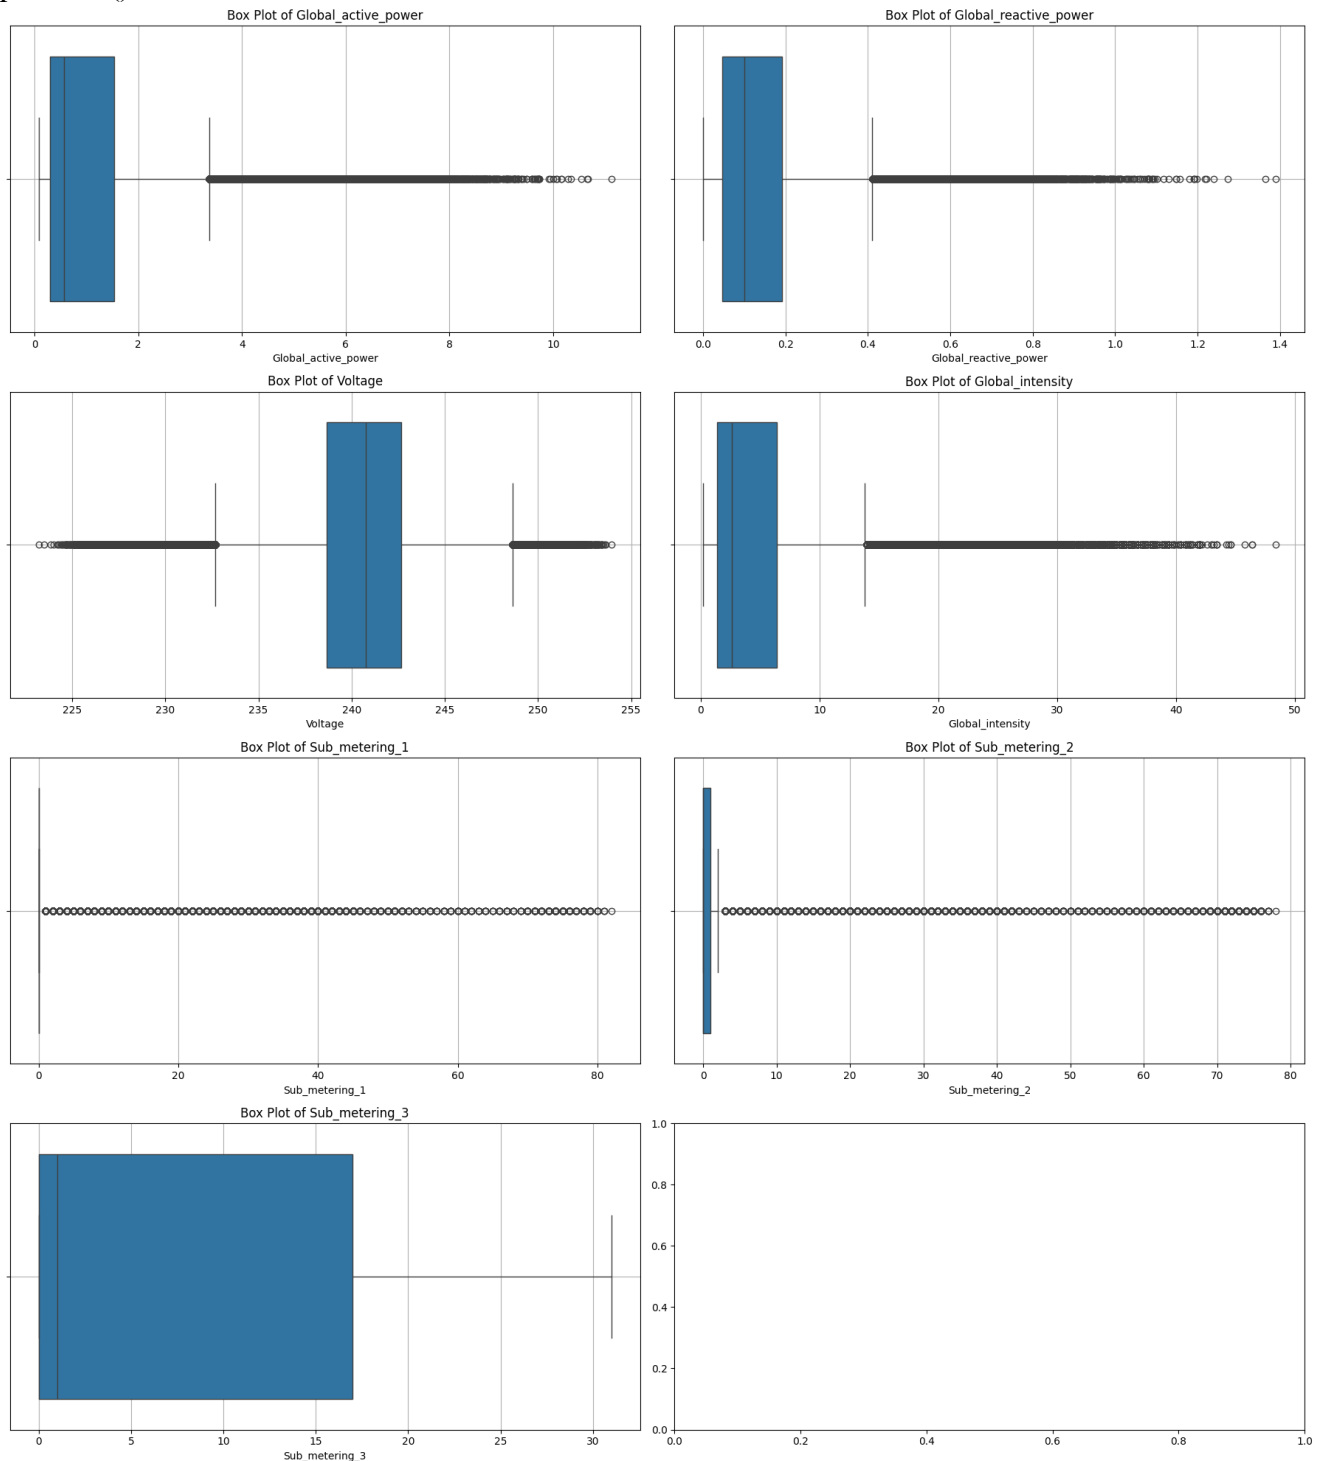 Box Plot of Global_active_power
0 2 4 6 8 10
Global_active_power
Box Plot of Global_reactive_power
0.0 0.2 0.4 0.6 0.8 1.0 1.2 1.4
Global_reactive_power
Box Plot of Voltage
225 230 235 240 245 250 255
Voltage
Box Plot of Global_intensity
0 10 20 30 40 50
Global_intensity
Box Plot of Sub_metering_1
0 20 40 60 80
Sub_metering_1
Box Plot of Sub_metering_2
0 10 20 30 40 50 60 70 80
Sub_metering_2
Box Plot of Sub_metering_3
0 5 10 15 20 25 30
Sub_metering_3
1.0
0.8
0.6
0.4
0.2
0.0
0.0 0.2 0.4 0.6 0.8 1.0